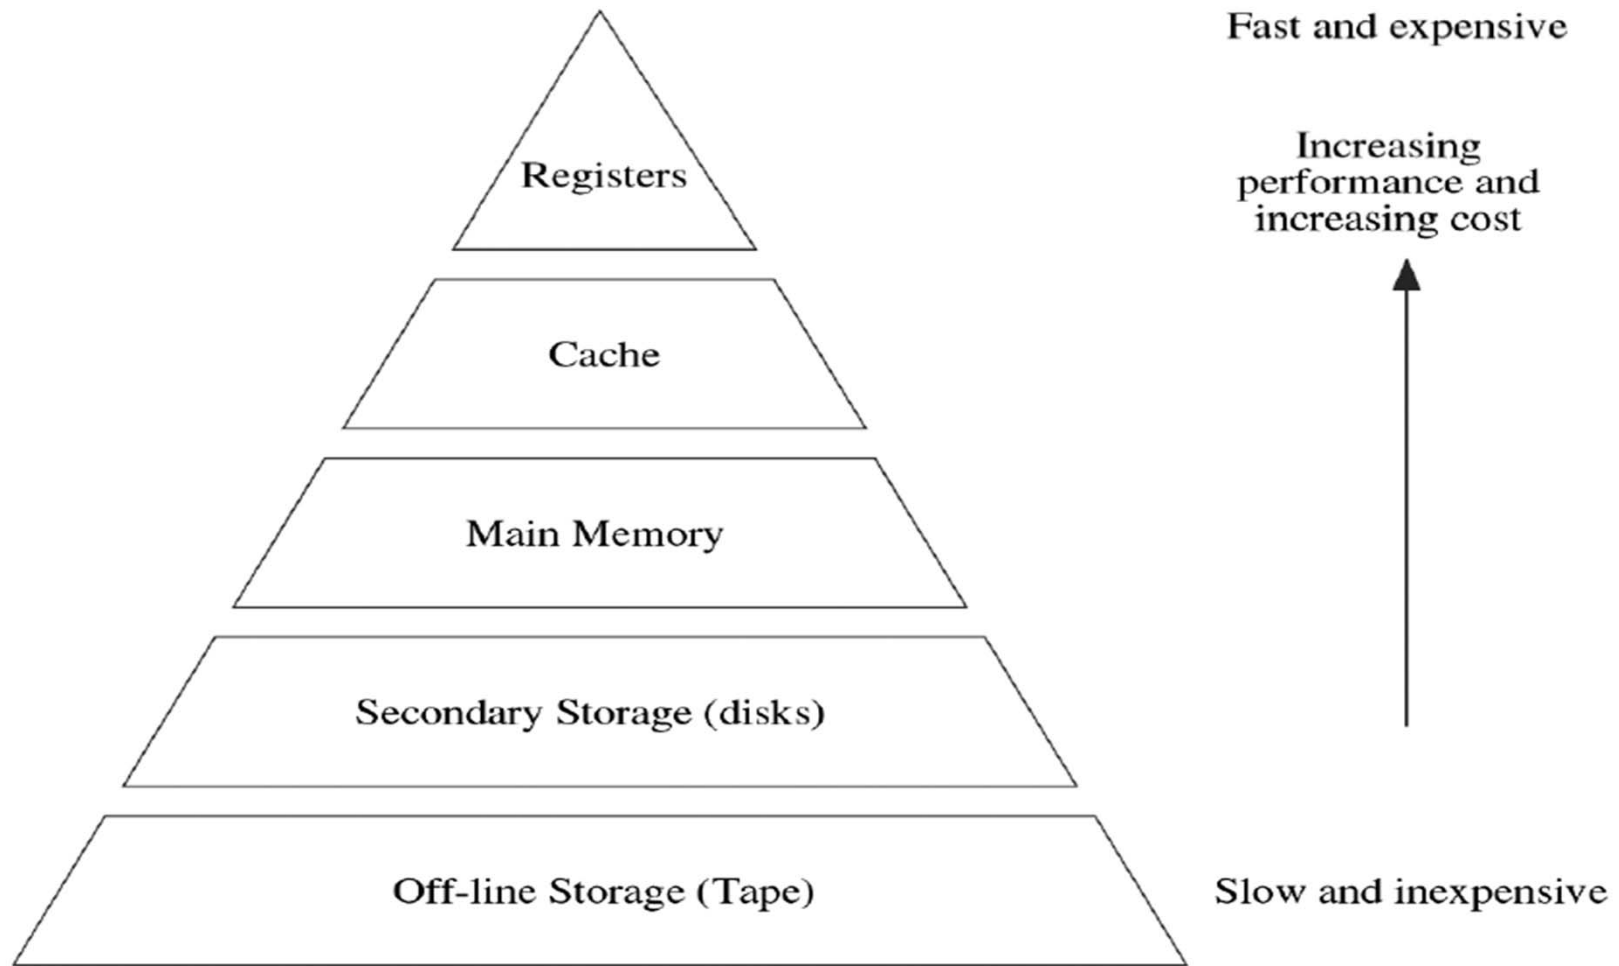 Fast and expensive
Increasing
performance and
increasing cost
Registers
Cache
Main Memory
Secondary Storage (disks)
Off-line Storage (Tape)
Slow and inexpensive